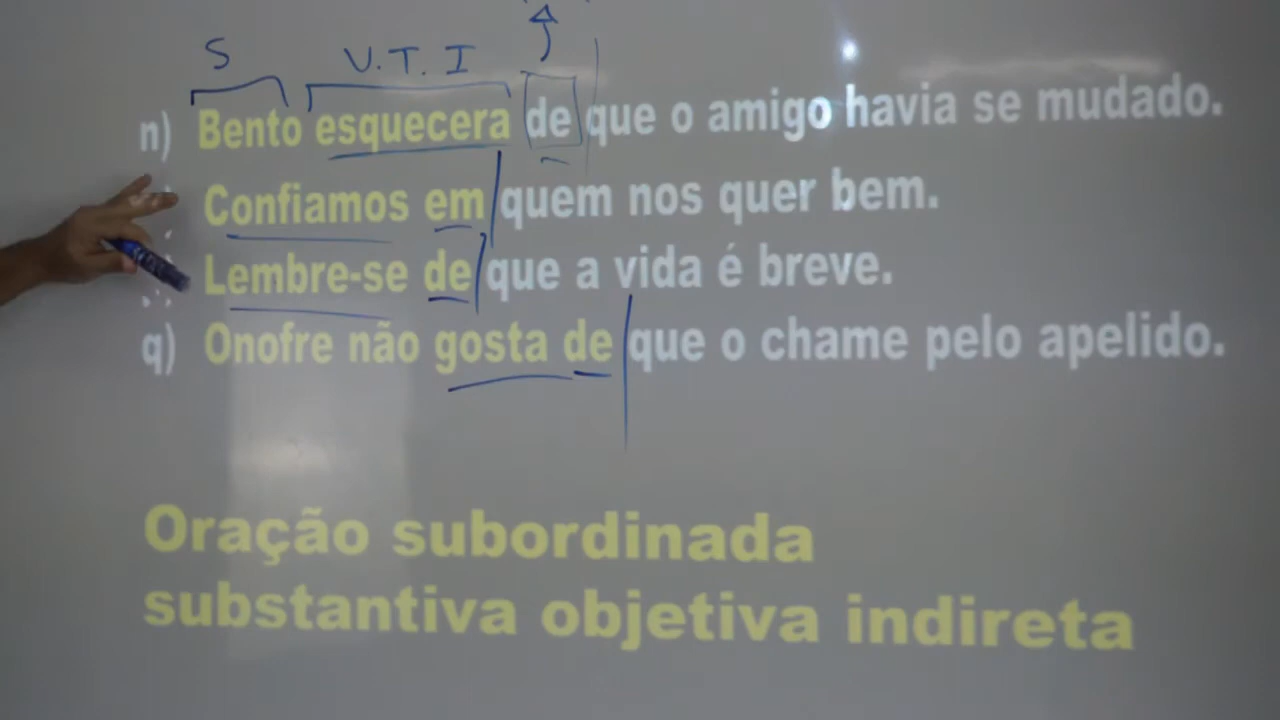 S V.T.I
n) Bento esquecera de que o amigo havia se mudado.
Confiamos em quem nos quer bem.
Lembre-se de que a vida é breve.
q) Onofre não gosta de que o chame pelo apelido.
Oração subordinada
substantiva objetiva indireta